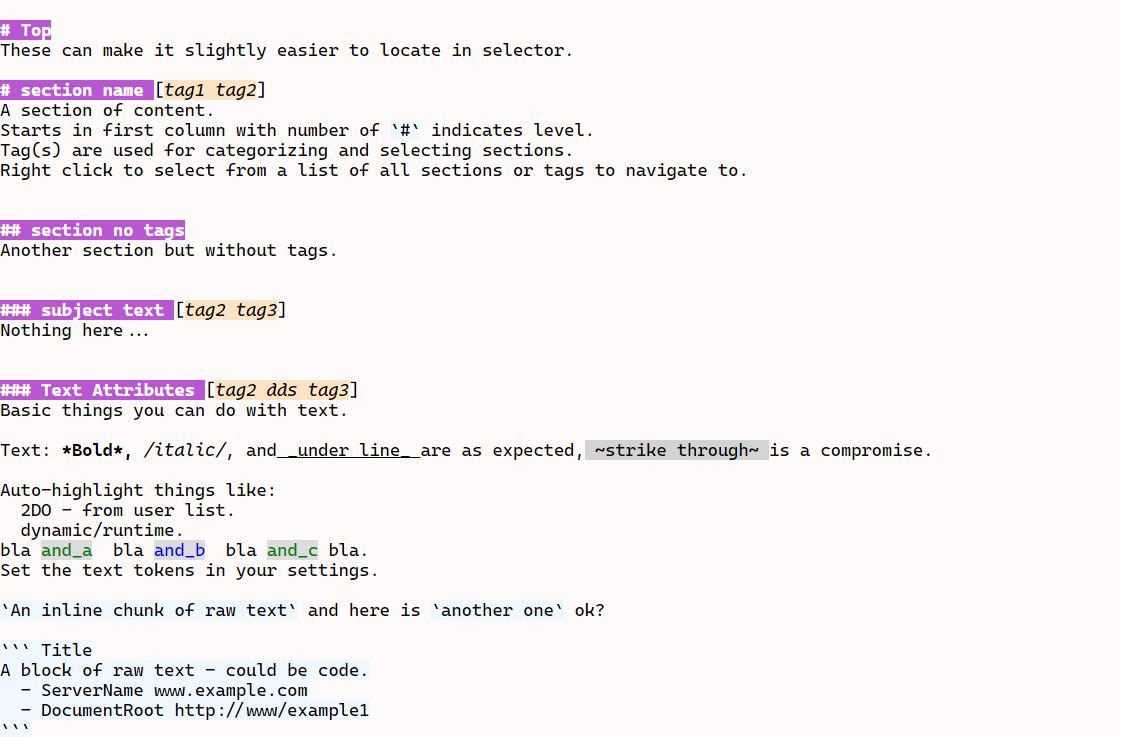 # Top
These can make it slightly easier to locate in selector.
# section name [tag1 tag2]
A section of content.
Starts in first column with number of `#` indicates level.
Tag(s) are used for categorizing and selecting sections.
Right click to select from a list of all sections or tags to navigate to.
## section no tags
Another section but without tags.
### subject text [tag2 tag3]
Nothing here...
### Text Attributes [tag2 dds tag3]
Basic things you can do with text.
Text: *Bold*, /italic/, and _under line_ are as expected, ~strike through~ is a compromise.
Auto-highlight things like:
  2DO - from user list.
  dynamic/runtime.
bla and_a  bla and_b  bla and_c bla.
Set the text tokens in your settings.
`An inline chunk of raw text` and here is `another one` ok?
``` Title
A block of raw text - could be code.
  - ServerName www.example.com
  - DocumentRoot http://www/example1
```